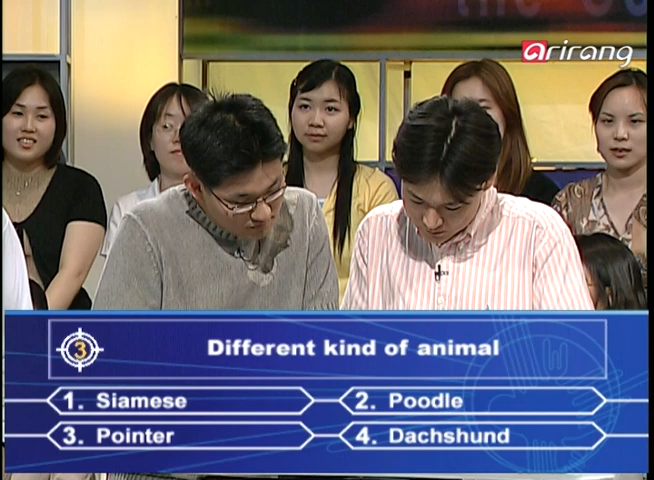 arirang
3 Different kind of animal
1. Siamese
2. Poodle
3. Pointer
4. Dachshund